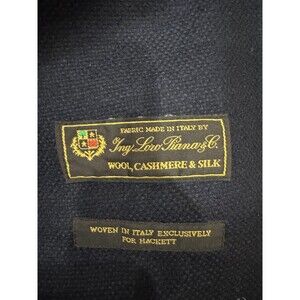 FABRIC MADE IN ITALY BY
Ing. Loro Piana & C.
WOOL, CASHMERE & SILK
WOVEN IN ITALY EXCLUSIVELY
FOR HACKETT